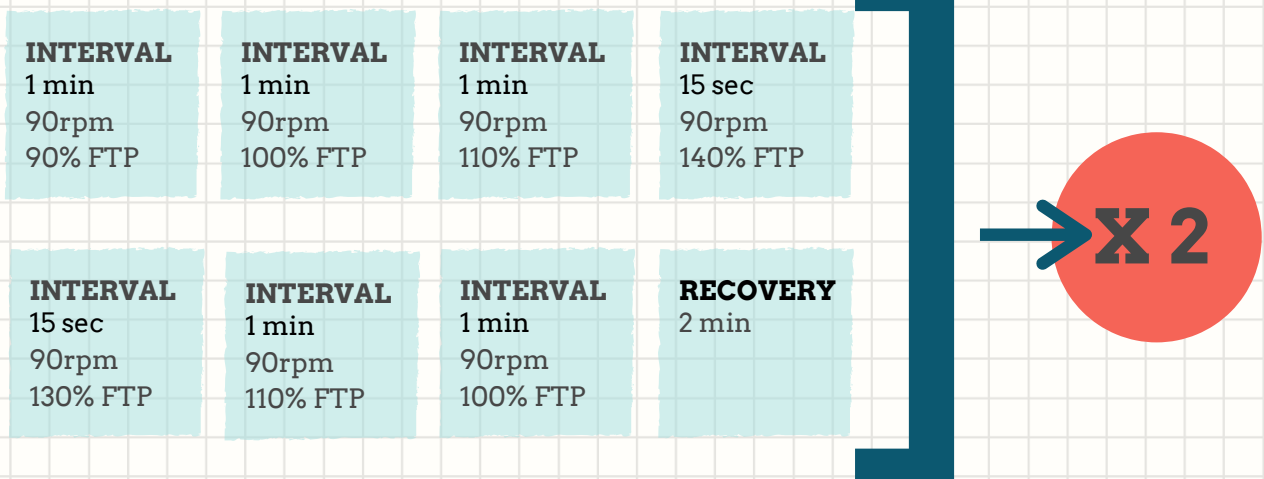 INTERVAL
1 min
90rpm
90% FTP
INTERVAL
1 min
90rpm
100% FTP
INTERVAL
1 min
90rpm
110% FTP
INTERVAL
15 sec
90rpm
140% FTP
INTERVAL
15 sec
90rpm
130% FTP
INTERVAL
1 min
90rpm
110% FTP
INTERVAL
1 min
90rpm
100% FTP
RECOVERY
2 min
X 2